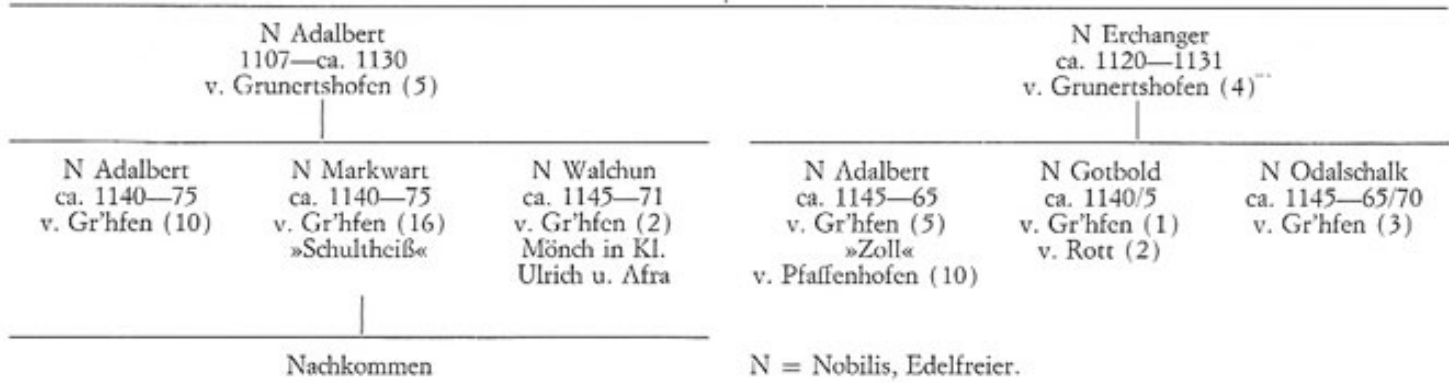 N Adalbert
1107—ca. 1130
v. Grunertshofen (5)
N Erchanger
ca. 1120—1131
v. Grunertshofen (4)
N Adalbert
ca. 1140—75
v. Gr'hfen (10)
N Markwart
ca. 1140—75
v. Gr'hfen (16)
»Schultheiß«
N Walchun
ca. 1145—71
v. Gr'hfen (2)
Mönch in Kl.
Ulrich u. Afra
N Adalbert
ca. 1145—65
v. Gr'hfen (5)
»Zoll«
v. Pfaffenhofen (10)
N Gotbold
ca. 1140/5
v. Gr'hfen (1)
v. Rott (2)
N Odalschalk
ca. 1145—65/70
v. Gr'hfen (3)
Nachkommen
N = Nobilis, Edelfreier.